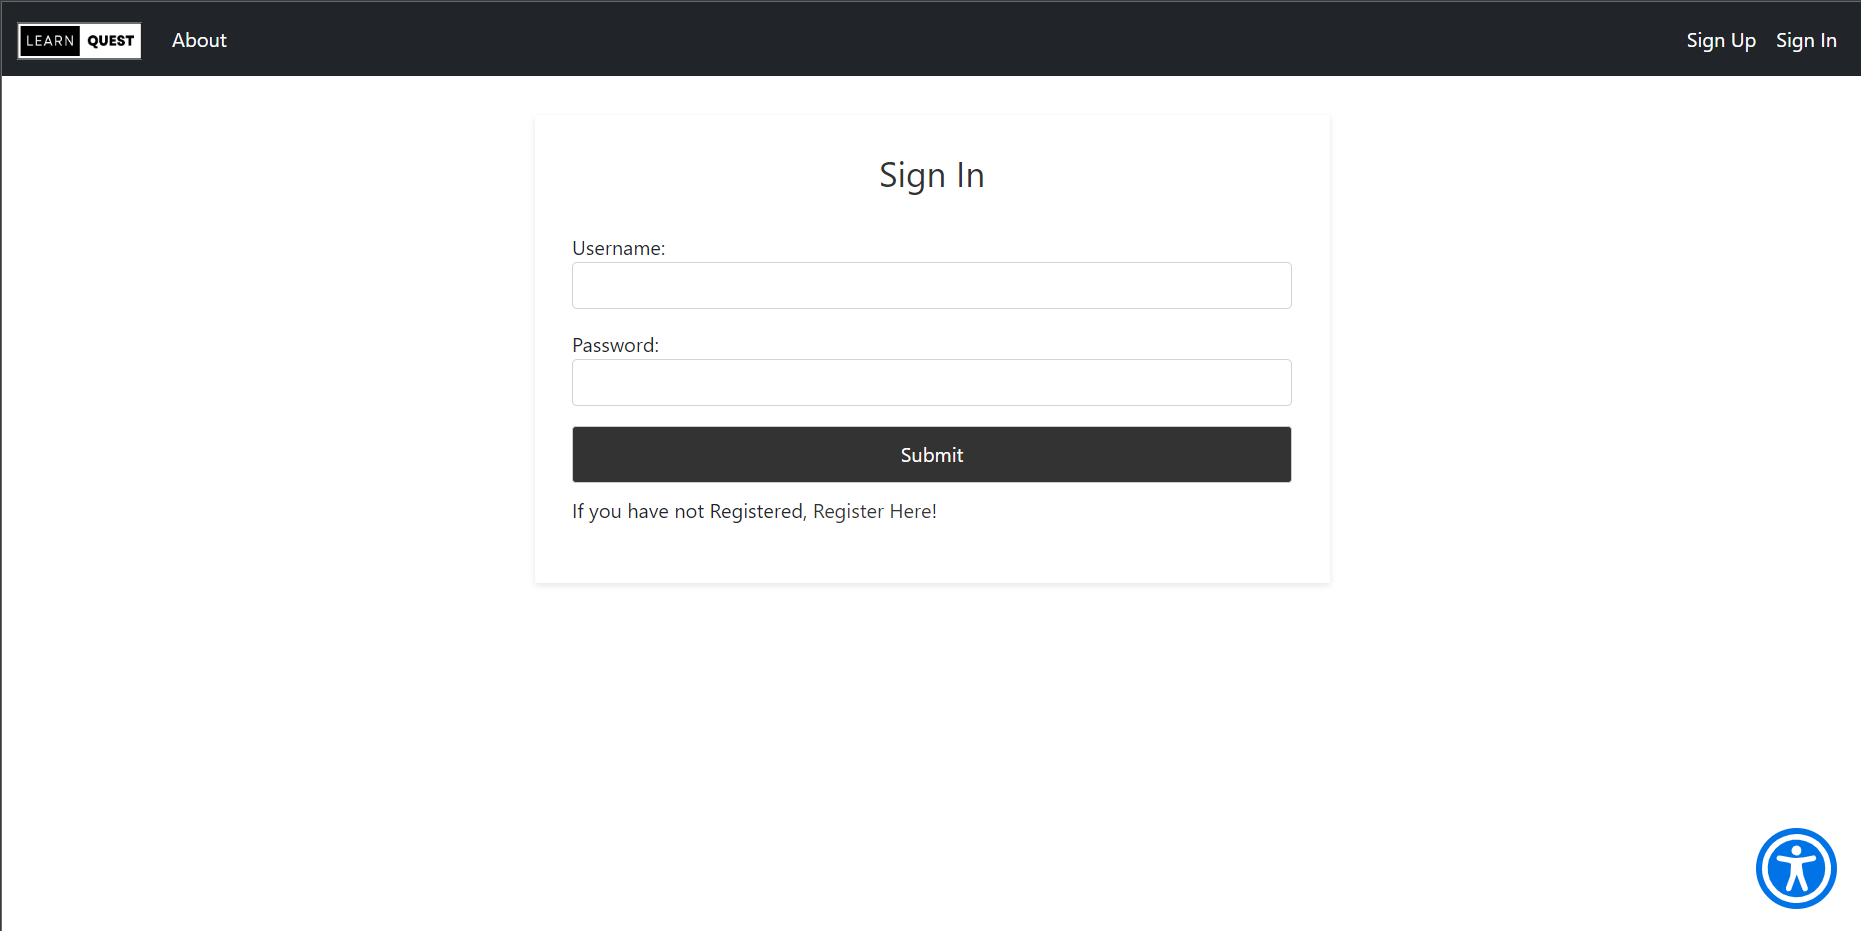 LEARN QUEST About Sign Up Sign In
Sign In
Username:
Password:
Submit
If you have not Registered, Register Here!